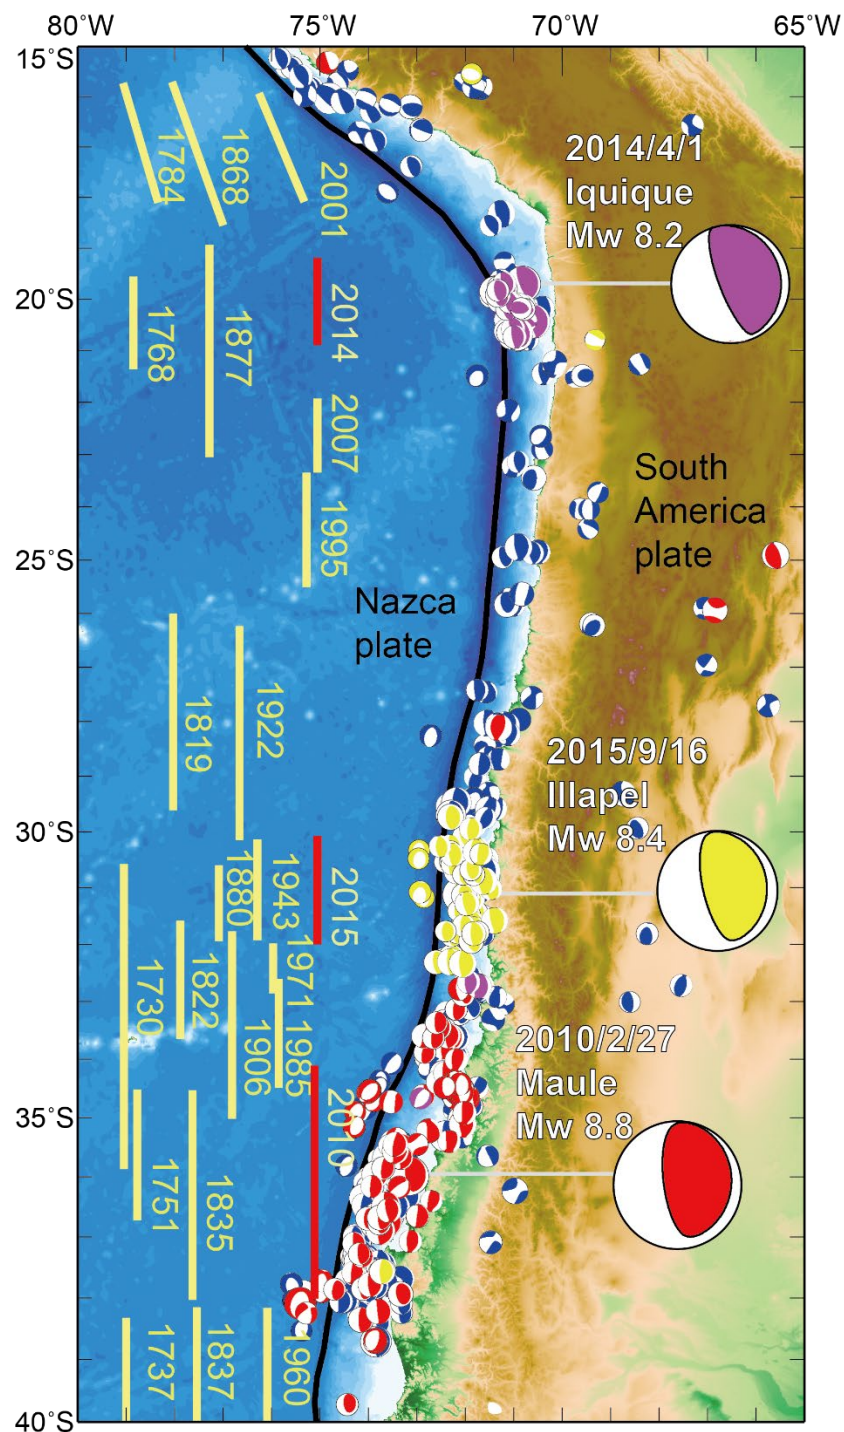 80°W 75°W 70°W 65°W
15°S
20°S
25°S
30°S
35°S
40°S
1784
1868
2001
2014/4/1
Iquique
Mw 8.2
1768
1877
2014
2007
1995
South
America
plate
Nazca
plate
1819
1922
2015/9/16
Illapel
Mw 8.4
1880
1943
2015
1730
1822
1906
1971
1985
2010/2/27
Maule
Mw 8.8
2010
1751
1835
1737
1837
1960